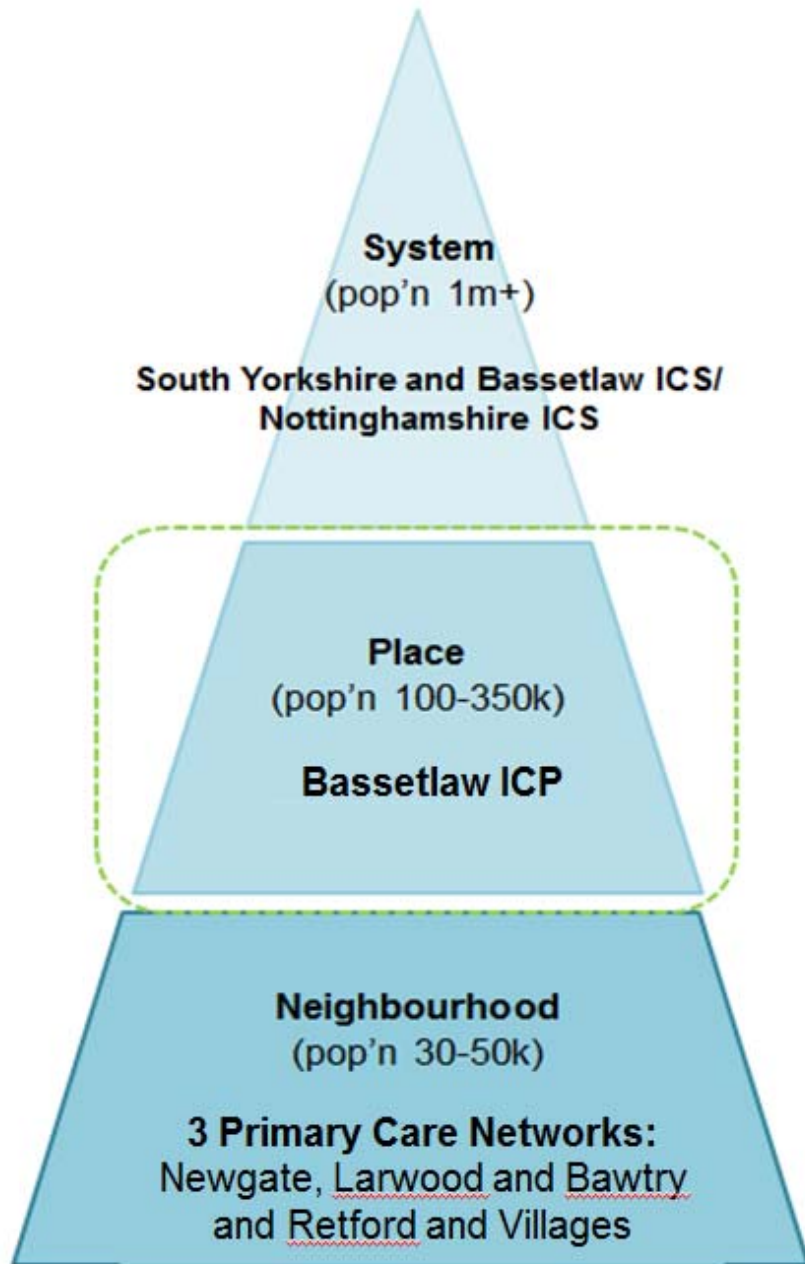 System
(pop'n 1m+)
South Yorkshire and Bassetlaw ICS/
Nottinghamshire ICS
Place
(pop'n 100-350k)
Bassetlaw ICP
Neighbourhood
(pop'n 30-50k)
3 Primary Care Networks:
Newgate, Larwood and Bawtry
and Retford and Villages